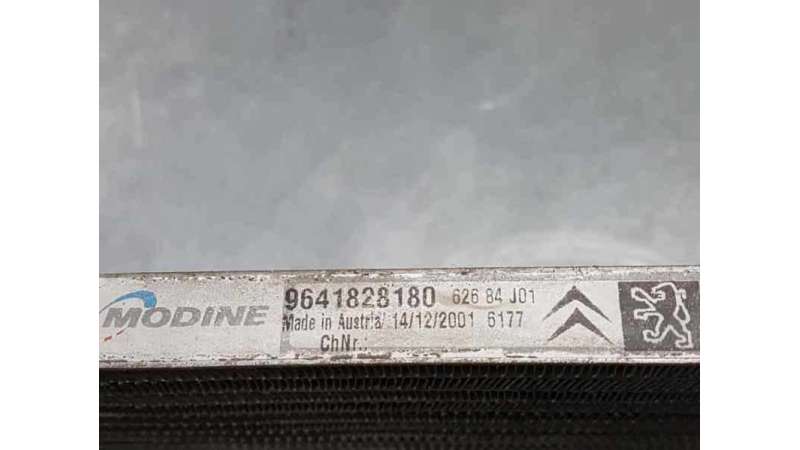 MODINE
9641828180 626 84 J01
Made in Austria/ 14/12/2001 6177
ChNr.: